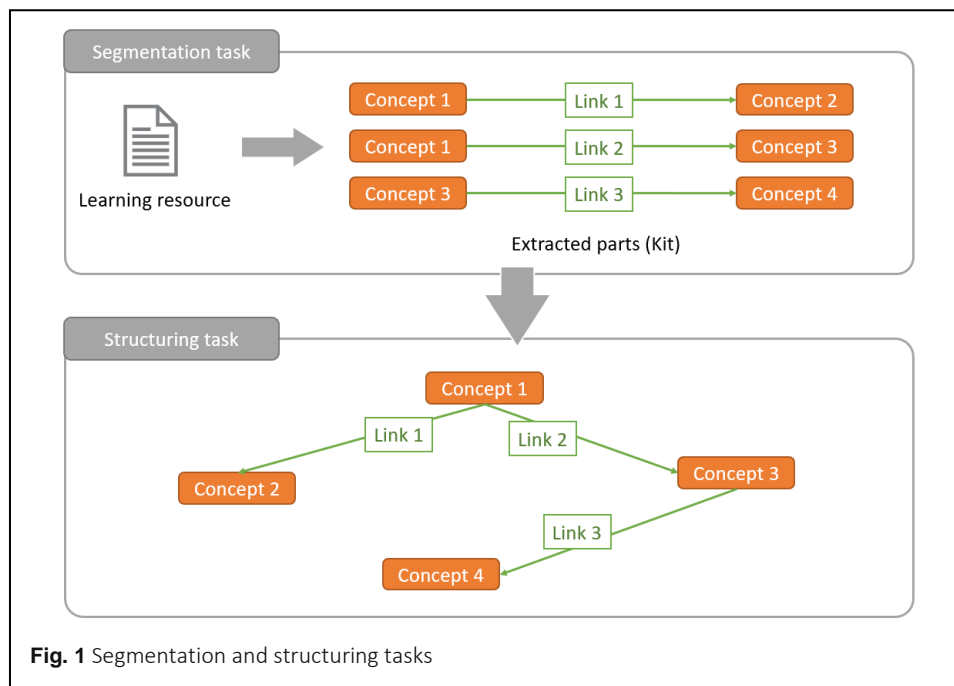 Segmentation task
Concept 1 Link 1 Concept 2
Concept 1 Link 2 Concept 3
Concept 3 Link 3 Concept 4
Learning resource
Extracted parts (Kit)
Structuring task
Concept 1
Link 1 Link 2
Concept 2 Concept 3
Link 3
Concept 4
Fig. 1 Segmentation and structuring tasks